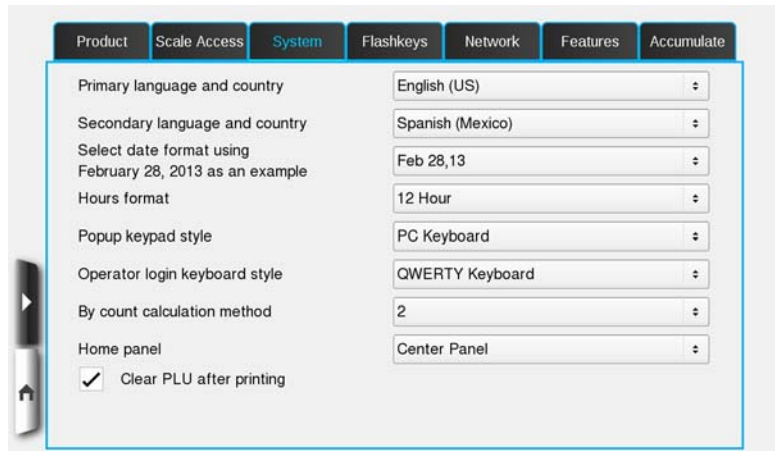 Product Scale Access System Flashkeys Network Features Accumulate
Primary language and country English (US)
Secondary language and country Spanish (Mexico)
Select date format using
February 28, 2013 as an example Feb 28,13
Hours format 12 Hour
Popup keypad style PC Keyboard
Operator login keyboard style QWERTY Keyboard
By count calculation method 2
Home panel Center Panel
Clear PLU after printing